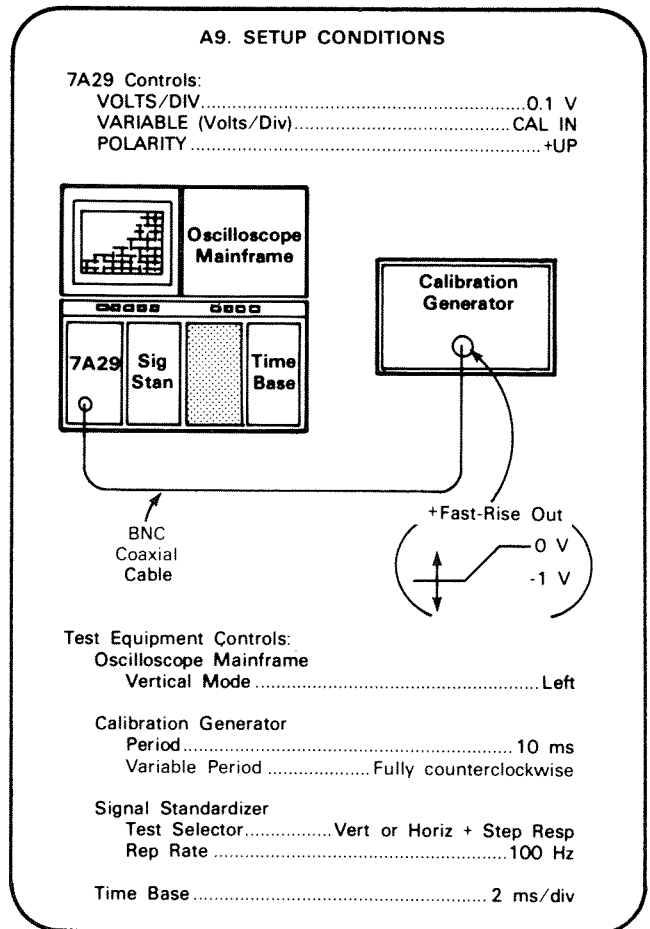 A9. SETUP CONDITIONS
7A29 Controls:
VOLTS/DIV..........0.1 V
VARIABLE (Volts/Div)..........CAL IN
POLARITY..........+UP
Oscilloscope
Mainframe
Calibration
Generator
7A29
Sig
Stan
Time
Base
BNC
Coaxial
Cable
+Fast-Rise Out
0 V
-1 V
Test Equipment Controls:
Oscilloscope Mainframe
Vertical Mode..........Left
Calibration Generator
Period..........10 ms
Variable Period..........Fully counterclockwise
Signal Standardizer
Test Selector..........Vert or Horiz + Step Resp
Rep Rate..........100 Hz
Time Base..........2 ms/div